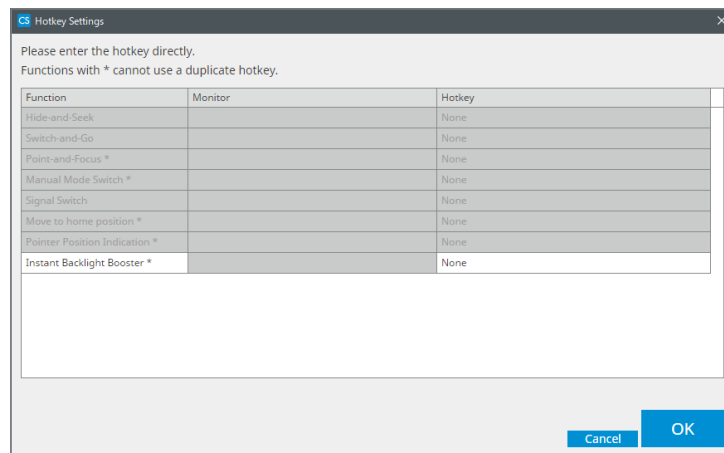 CS Hotkey Settings
Please enter the hotkey directly.
Functions with * cannot use a duplicate hotkey.
Function Monitor Hotkey
Hide-and-Seek None
Switch-and-Go None
Point-and-Focus * None
Manual Mode Switch * None
Signal Switch None
Move to home position * None
Pointer Position Indication * None
Instant Backlight Booster * None
Cancel OK